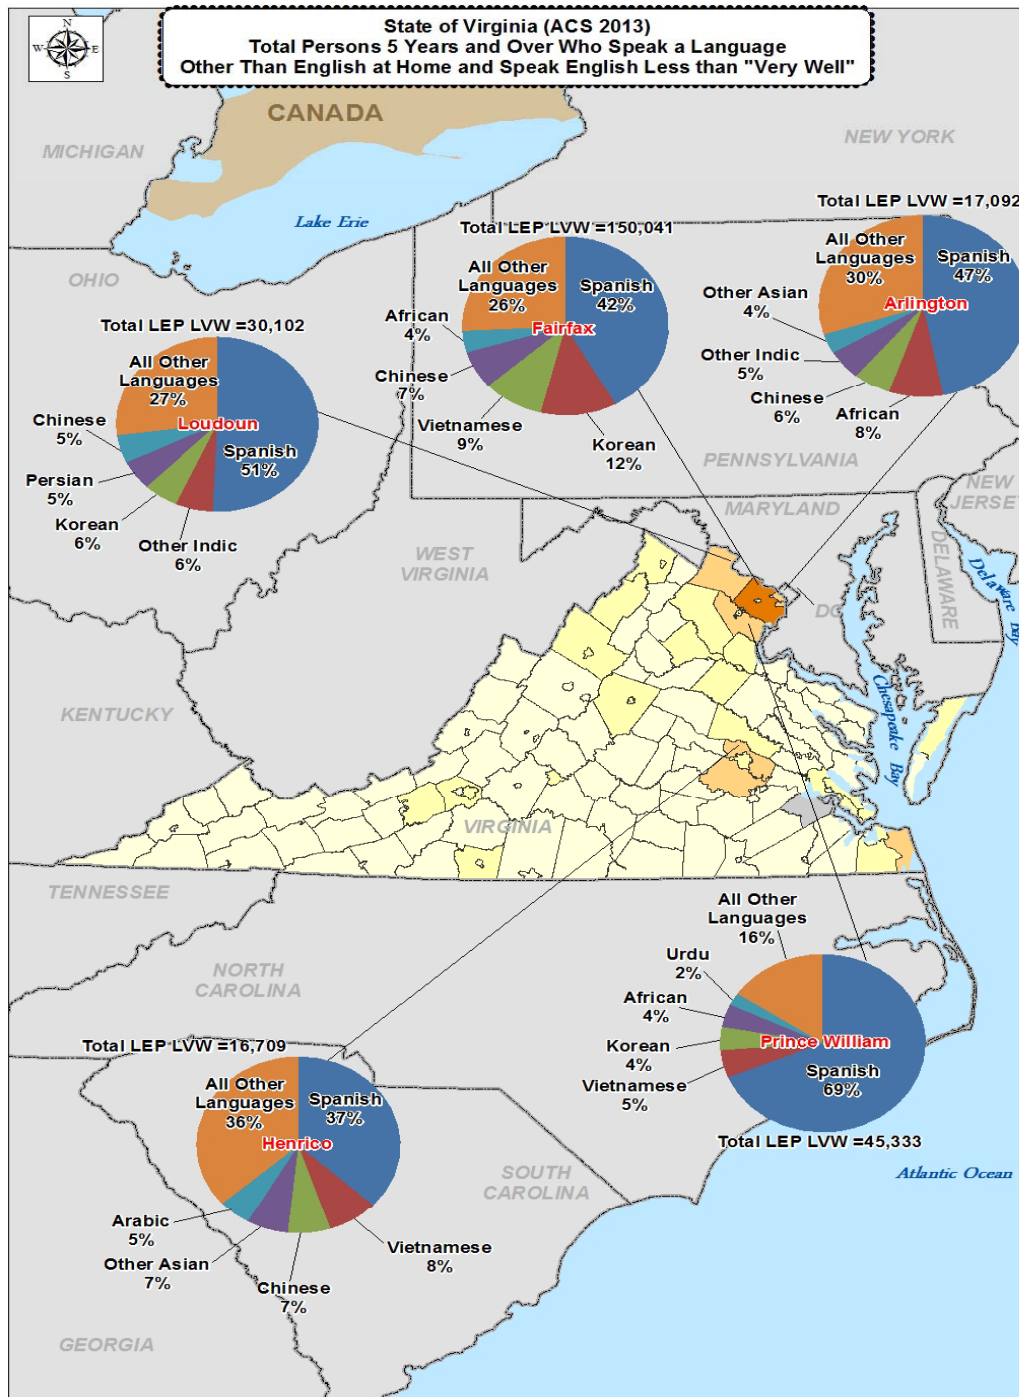 State of Virginia (ACS 2013)
Total Persons 5 Years and Over Who Speak a Language
Other Than English at Home and Speak English Less than "Very Well"
N
W
E
S
CANADA
MICHIGAN
NEW YORK
Lake Erie
OHIO
Total LEP LVW =150,041
All Other
Languages
26%
Spanish
42%
African
4%
Fairfax
Chinese
7%
Vietnamese
9%
Korean
12%
Total LEP LVW =17,092
All Other
Languages
30%
Spanish
47%
Other Asian
4%
Arlington
Other Indic
5%
Chinese
6%
African
8%
Total LEP LVW =30,102
All Other
Languages
27%
Chinese
5%
Loudoun
Spanish
51%
Persian
5%
Korean
6%
Other Indic
6%
PENNSYLVANIA
NEW
JERSEY
MARYLAND
DELAWARE
Delaware Bay
WEST
VIRGINIA
DC
Chesapeake Bay
KENTUCKY
VIRGINIA
TENNESSEE
NORTH
CAROLINA
All Other
Languages
16%
Urdu
2%
African
4%
Korean
4%
Prince William
Vietnamese
5%
Spanish
69%
Total LEP LVW =45,333
Total LEP LVW =16,709
All Other
Languages
36%
Spanish
37%
Henrico
Arabic
5%
Other Asian
7%
Chinese
7%
Vietnamese
8%
SOUTH
CAROLINA
Atlantic Ocean
GEORGIA